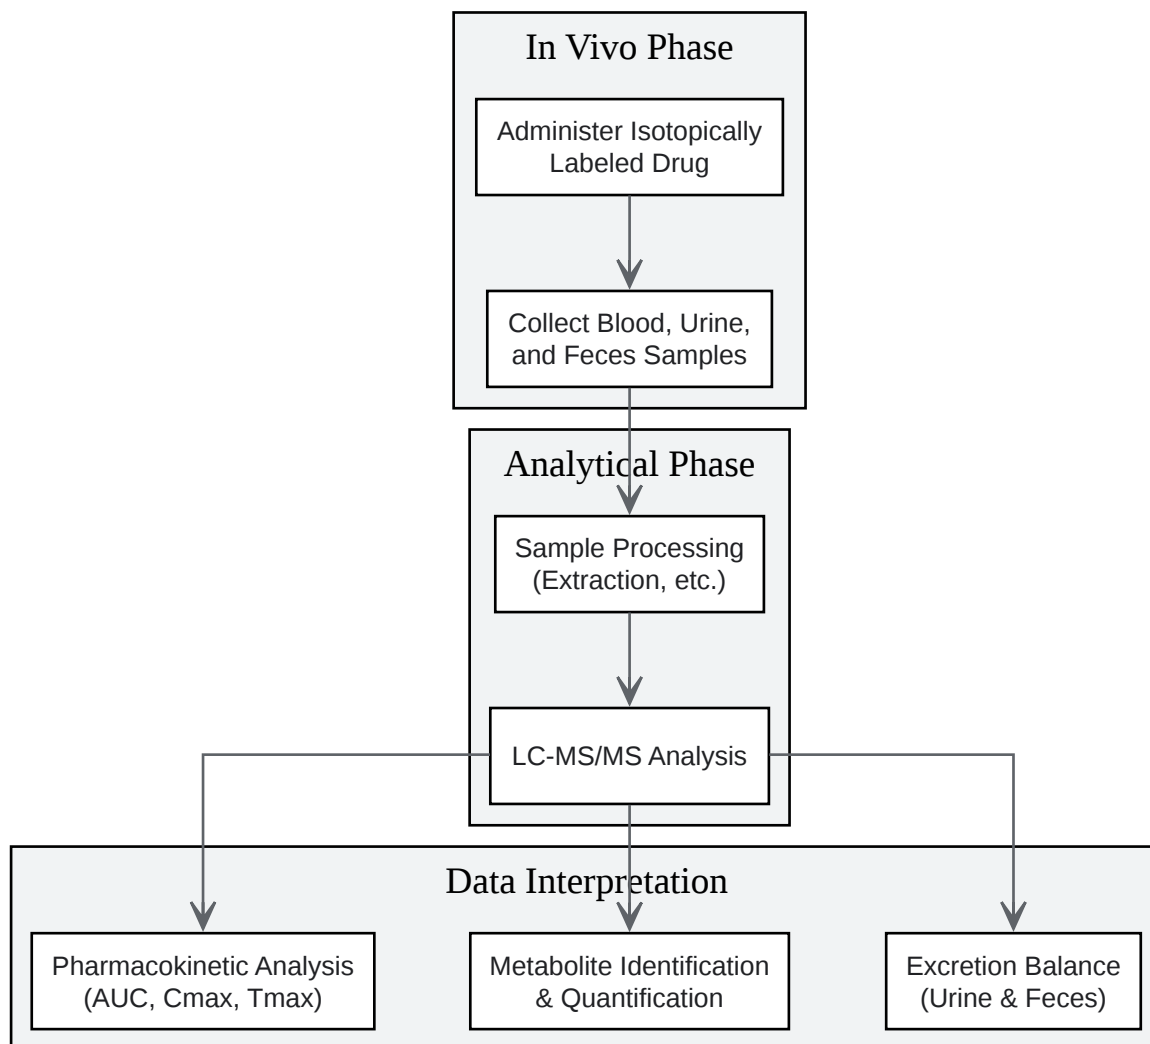 In Vivo Phase
Administer Isotopically
Labeled Drug
Collect Blood, Urine,
and Feces Samples
Analytical Phase
Sample Processing
(Extraction, etc.)
LC-MS/MS Analysis
Data Interpretation
Pharmacokinetic Analysis
(AUC, Cmax, Tmax)
Metabolite Identification
& Quantification
Excretion Balance
(Urine & Feces)